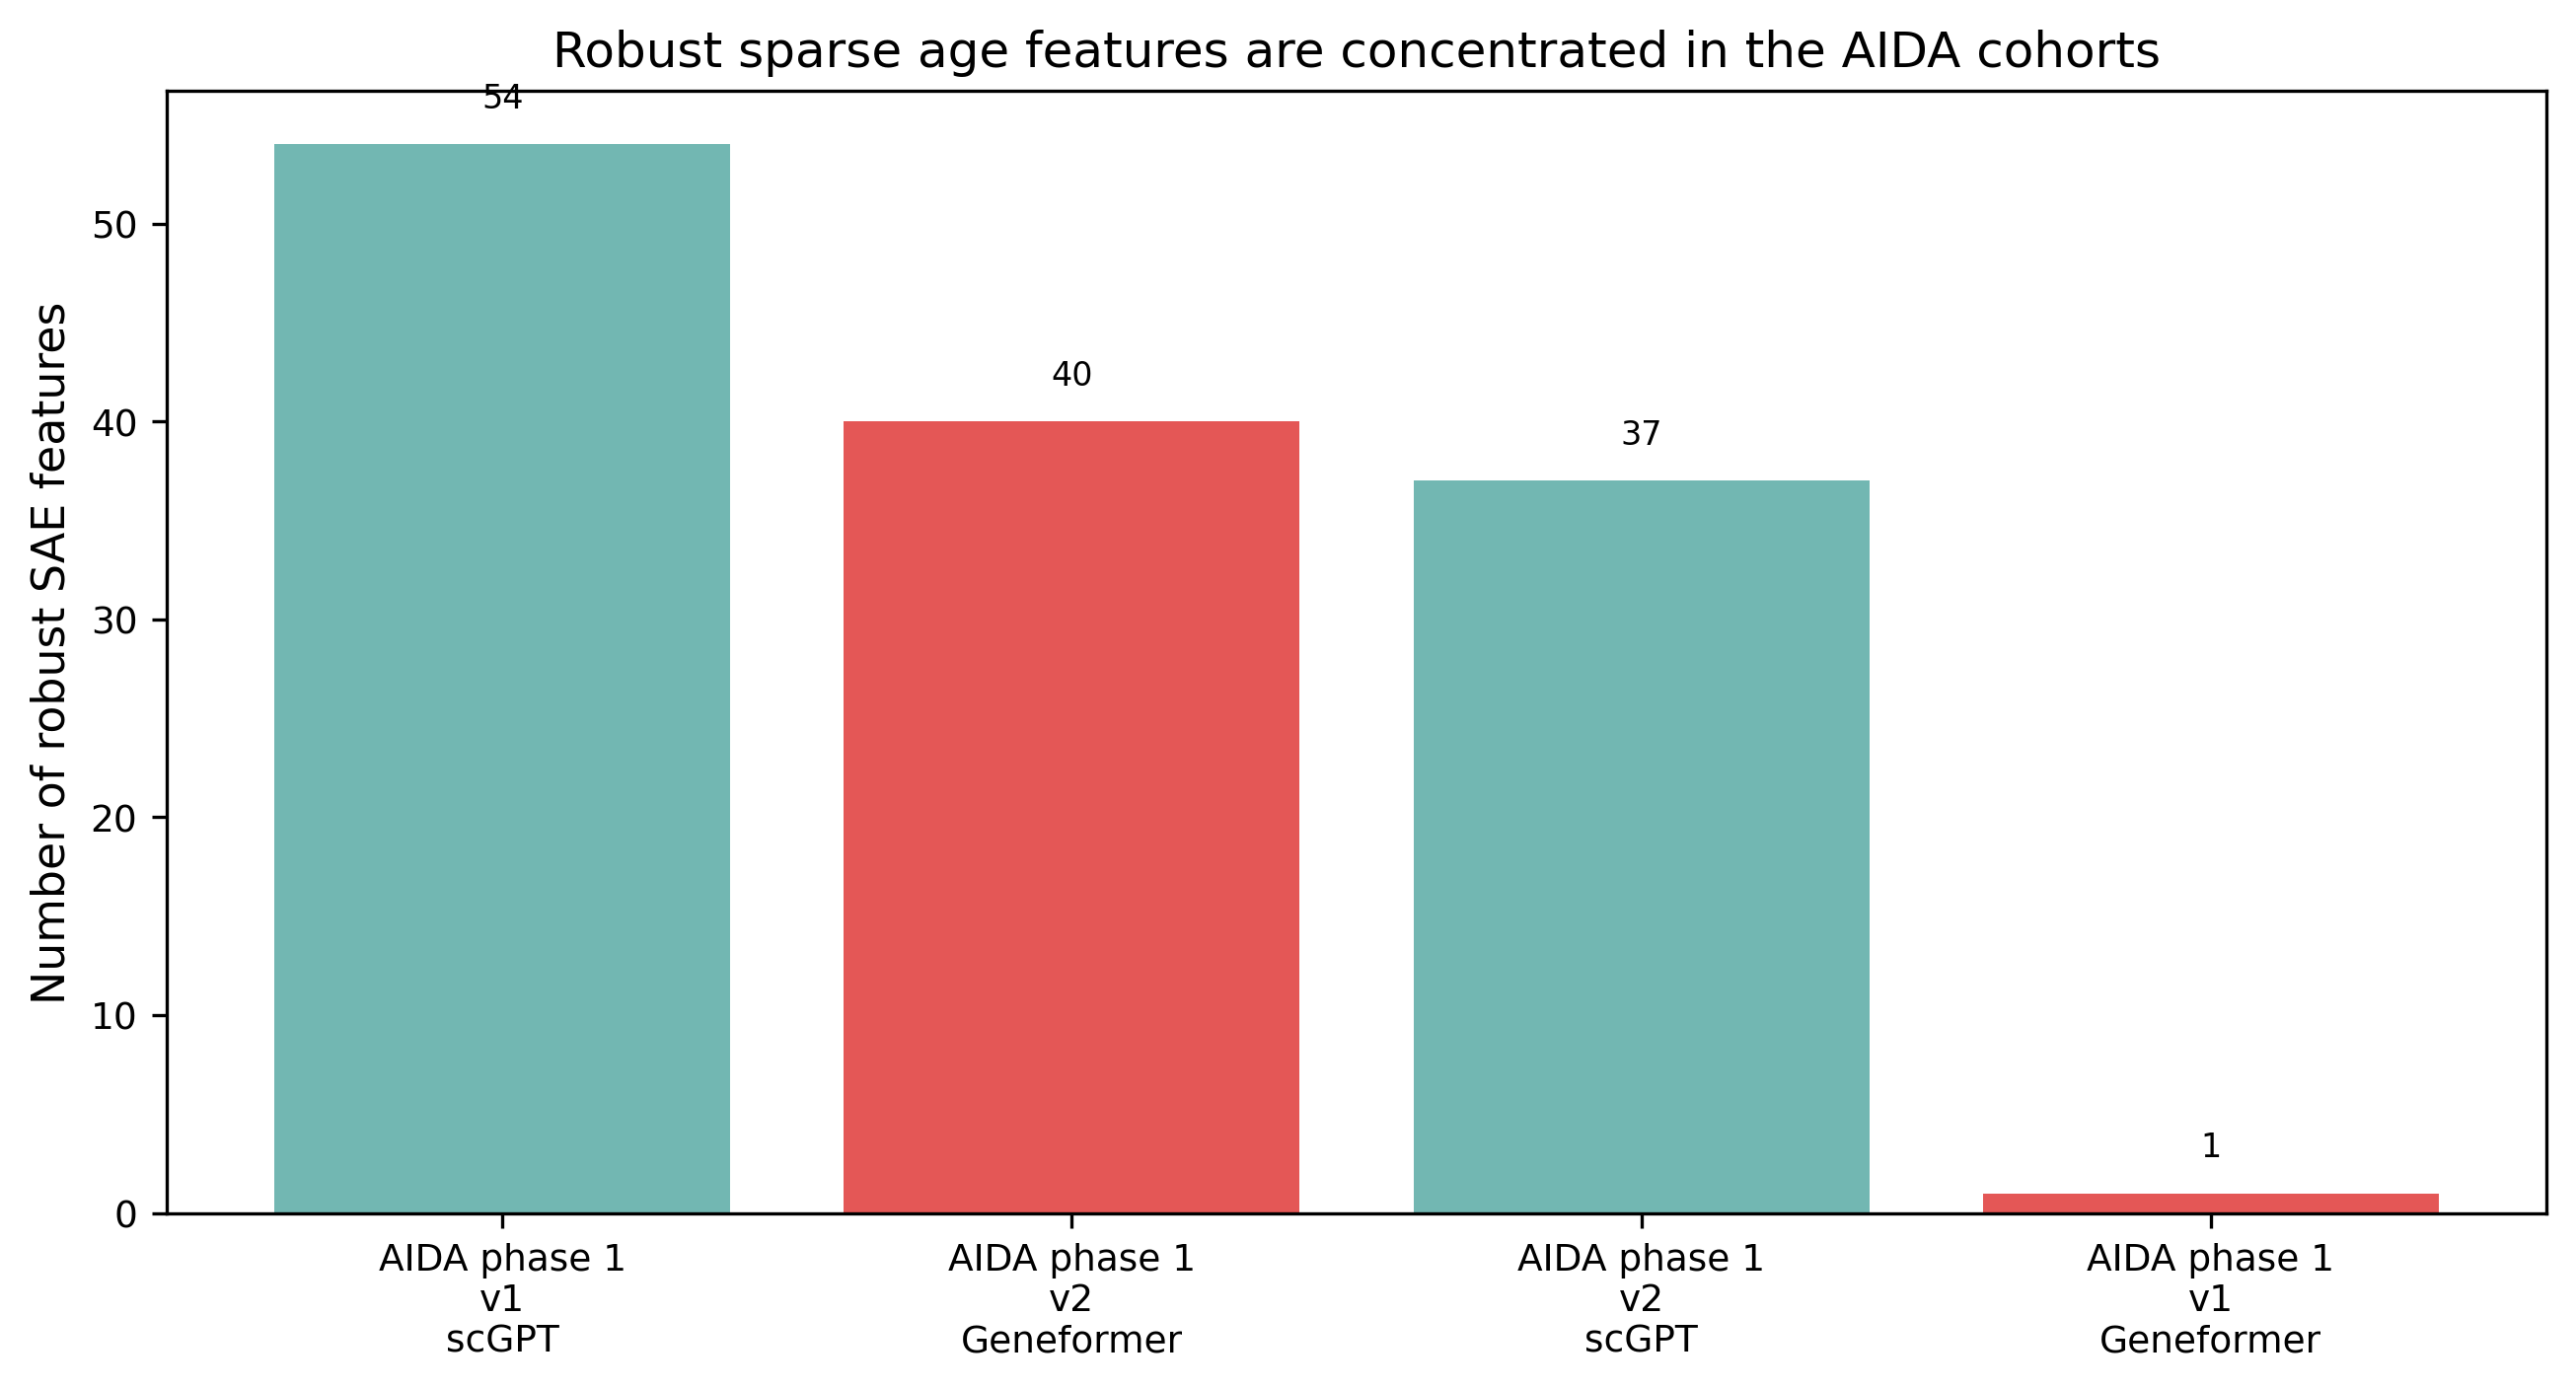 Robust sparse age features are concentrated in the AIDA cohorts
54
50
40
40
37
30
20
10
1
0
Number of robust SAE features
AIDA phase 1
v1
scGPT
AIDA phase 1
v2
Geneformer
AIDA phase 1
v2
scGPT
AIDA phase 1
v1
Geneformer